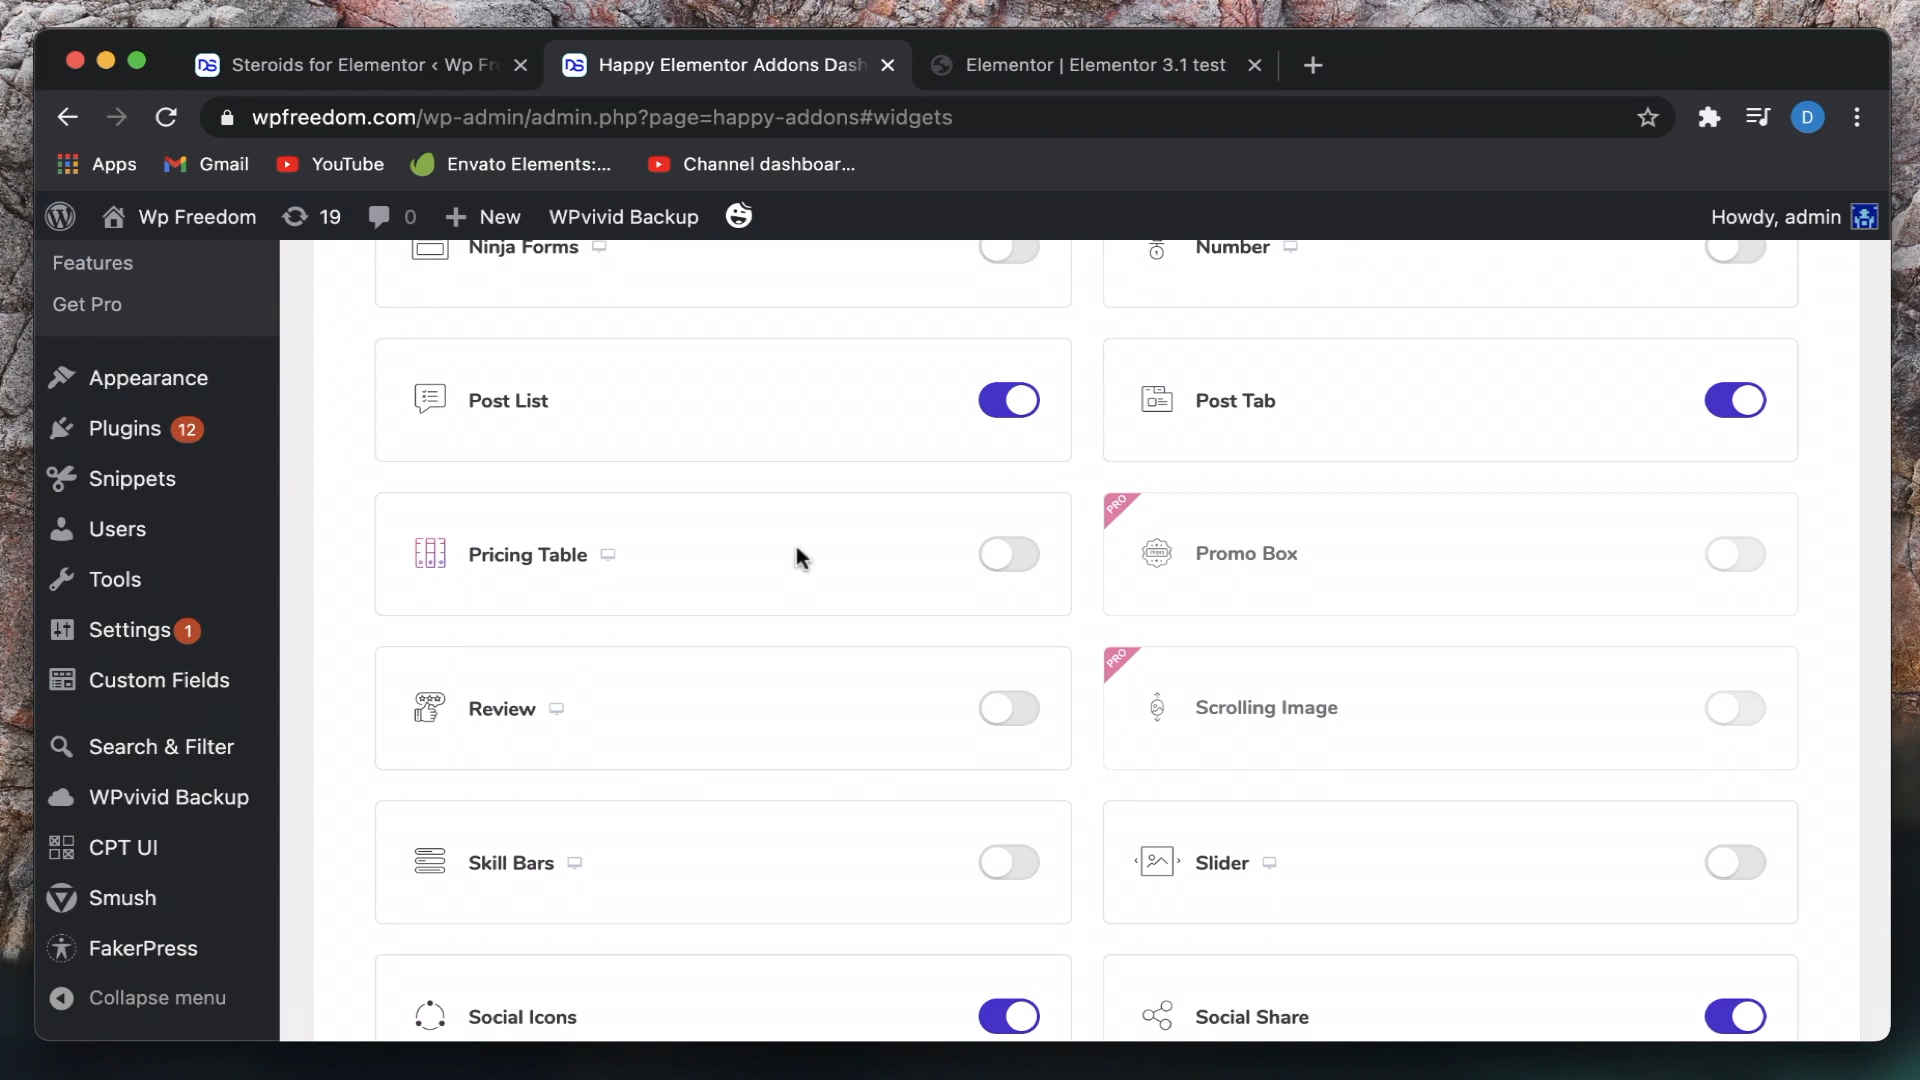 Steroids for Elementor ‹ Wp Fr
Happy Elementor Addons Dash
Elementor | Elementor 3.1 test
wpfreedom.com/wp-admin/admin.php?page=happy-addons#widgets
D
Apps
Gmail
YouTube
Envato Elements:...
Channel dashboar...
Wp Freedom
19
0
New
WPvivid Backup
Howdy, admin
Features
Get Pro
Appearance
Plugins 12
Snippets
Users
Tools
Settings 1
Custom Fields
Search & Filter
WPvivid Backup
CPT UI
Smush
FakerPress
Collapse menu
Ninja Forms
Number
Post List
Post Tab
Pricing Table
PRO
Promo Box
Review
PRO
Scrolling Image
Skill Bars
Slider
Social Icons
Social Share